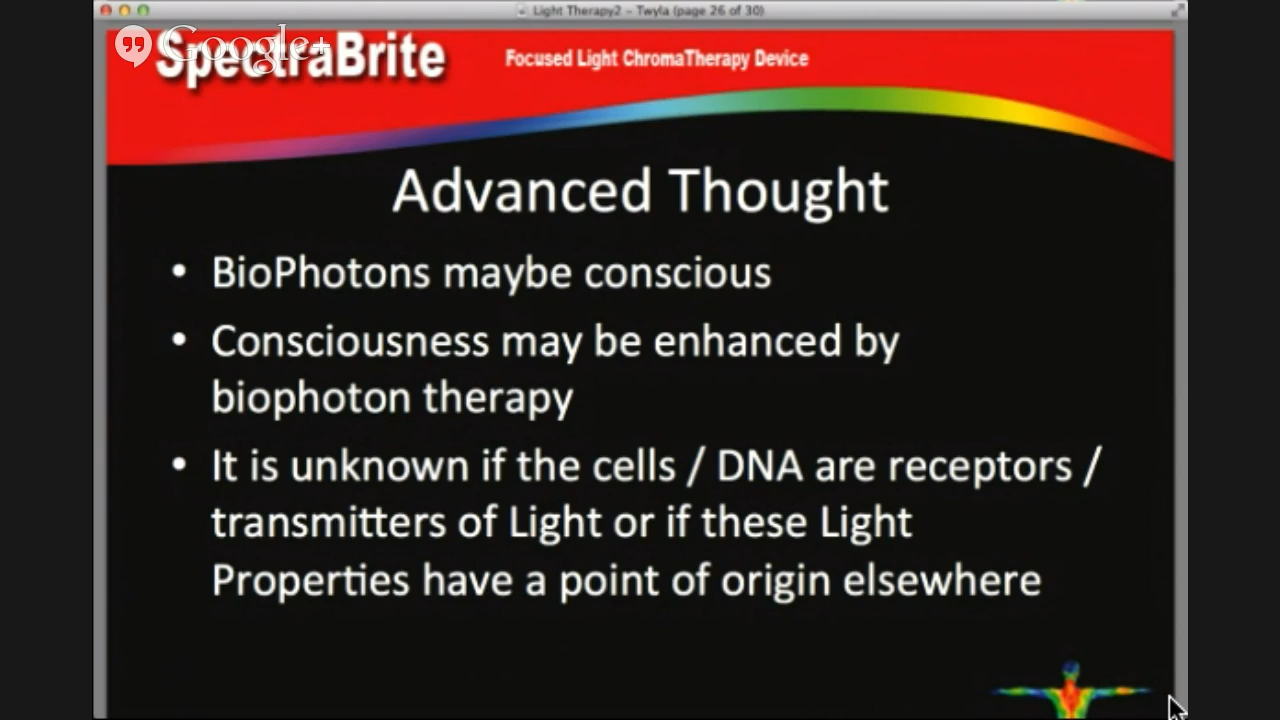 Light Therapy2 – Twyla (page 26 of 30)
Google+
SpectraBrite
Focused Light ChromaTherapy Device
Advanced Thought
• BioPhotons maybe conscious
• Consciousness may be enhanced by
biophoton therapy
• It is unknown if the cells / DNA are receptors /
transmitters of Light or if these Light
Properties have a point of origin elsewhere